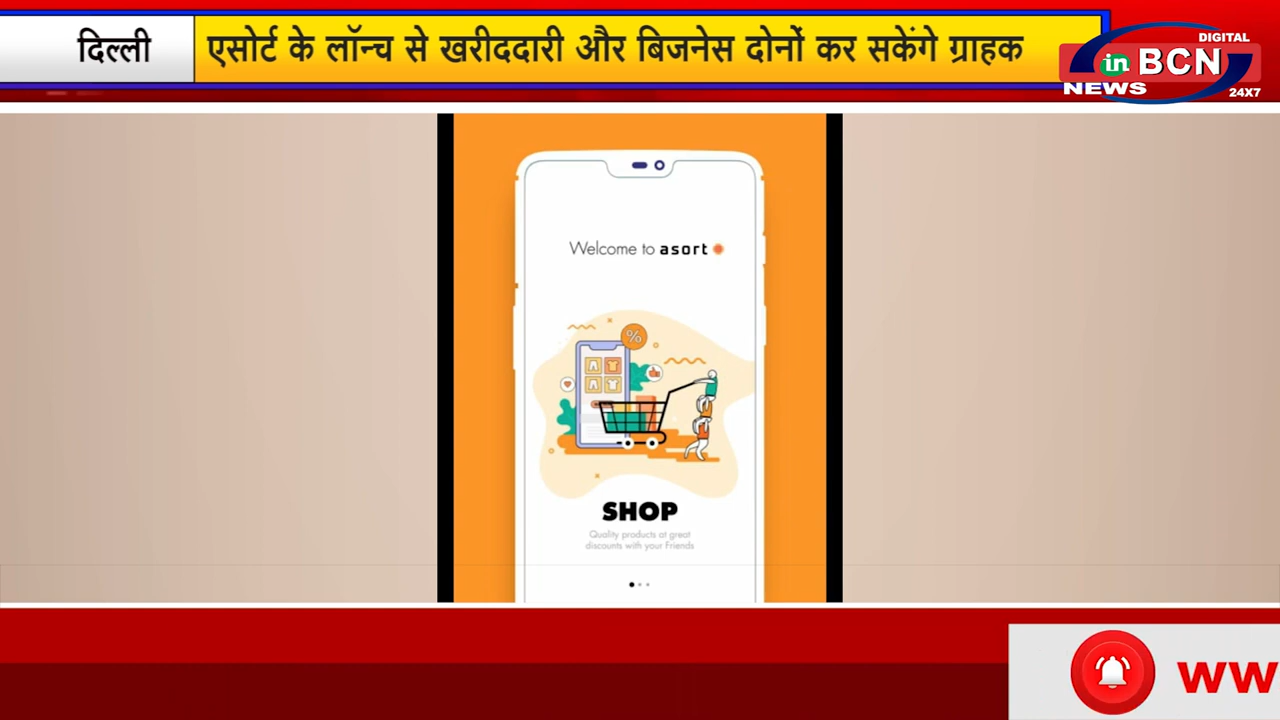 दिल्ली
एसोर्ट के लॉन्च से खरीददारी और बिजनेस दोनों कर सकेंगे ग्राहक
DIGITAL
in BCN
NEWS
24X7
Welcome to asort
%
SHOP
Quality products at great
discounts with your Friends
ww